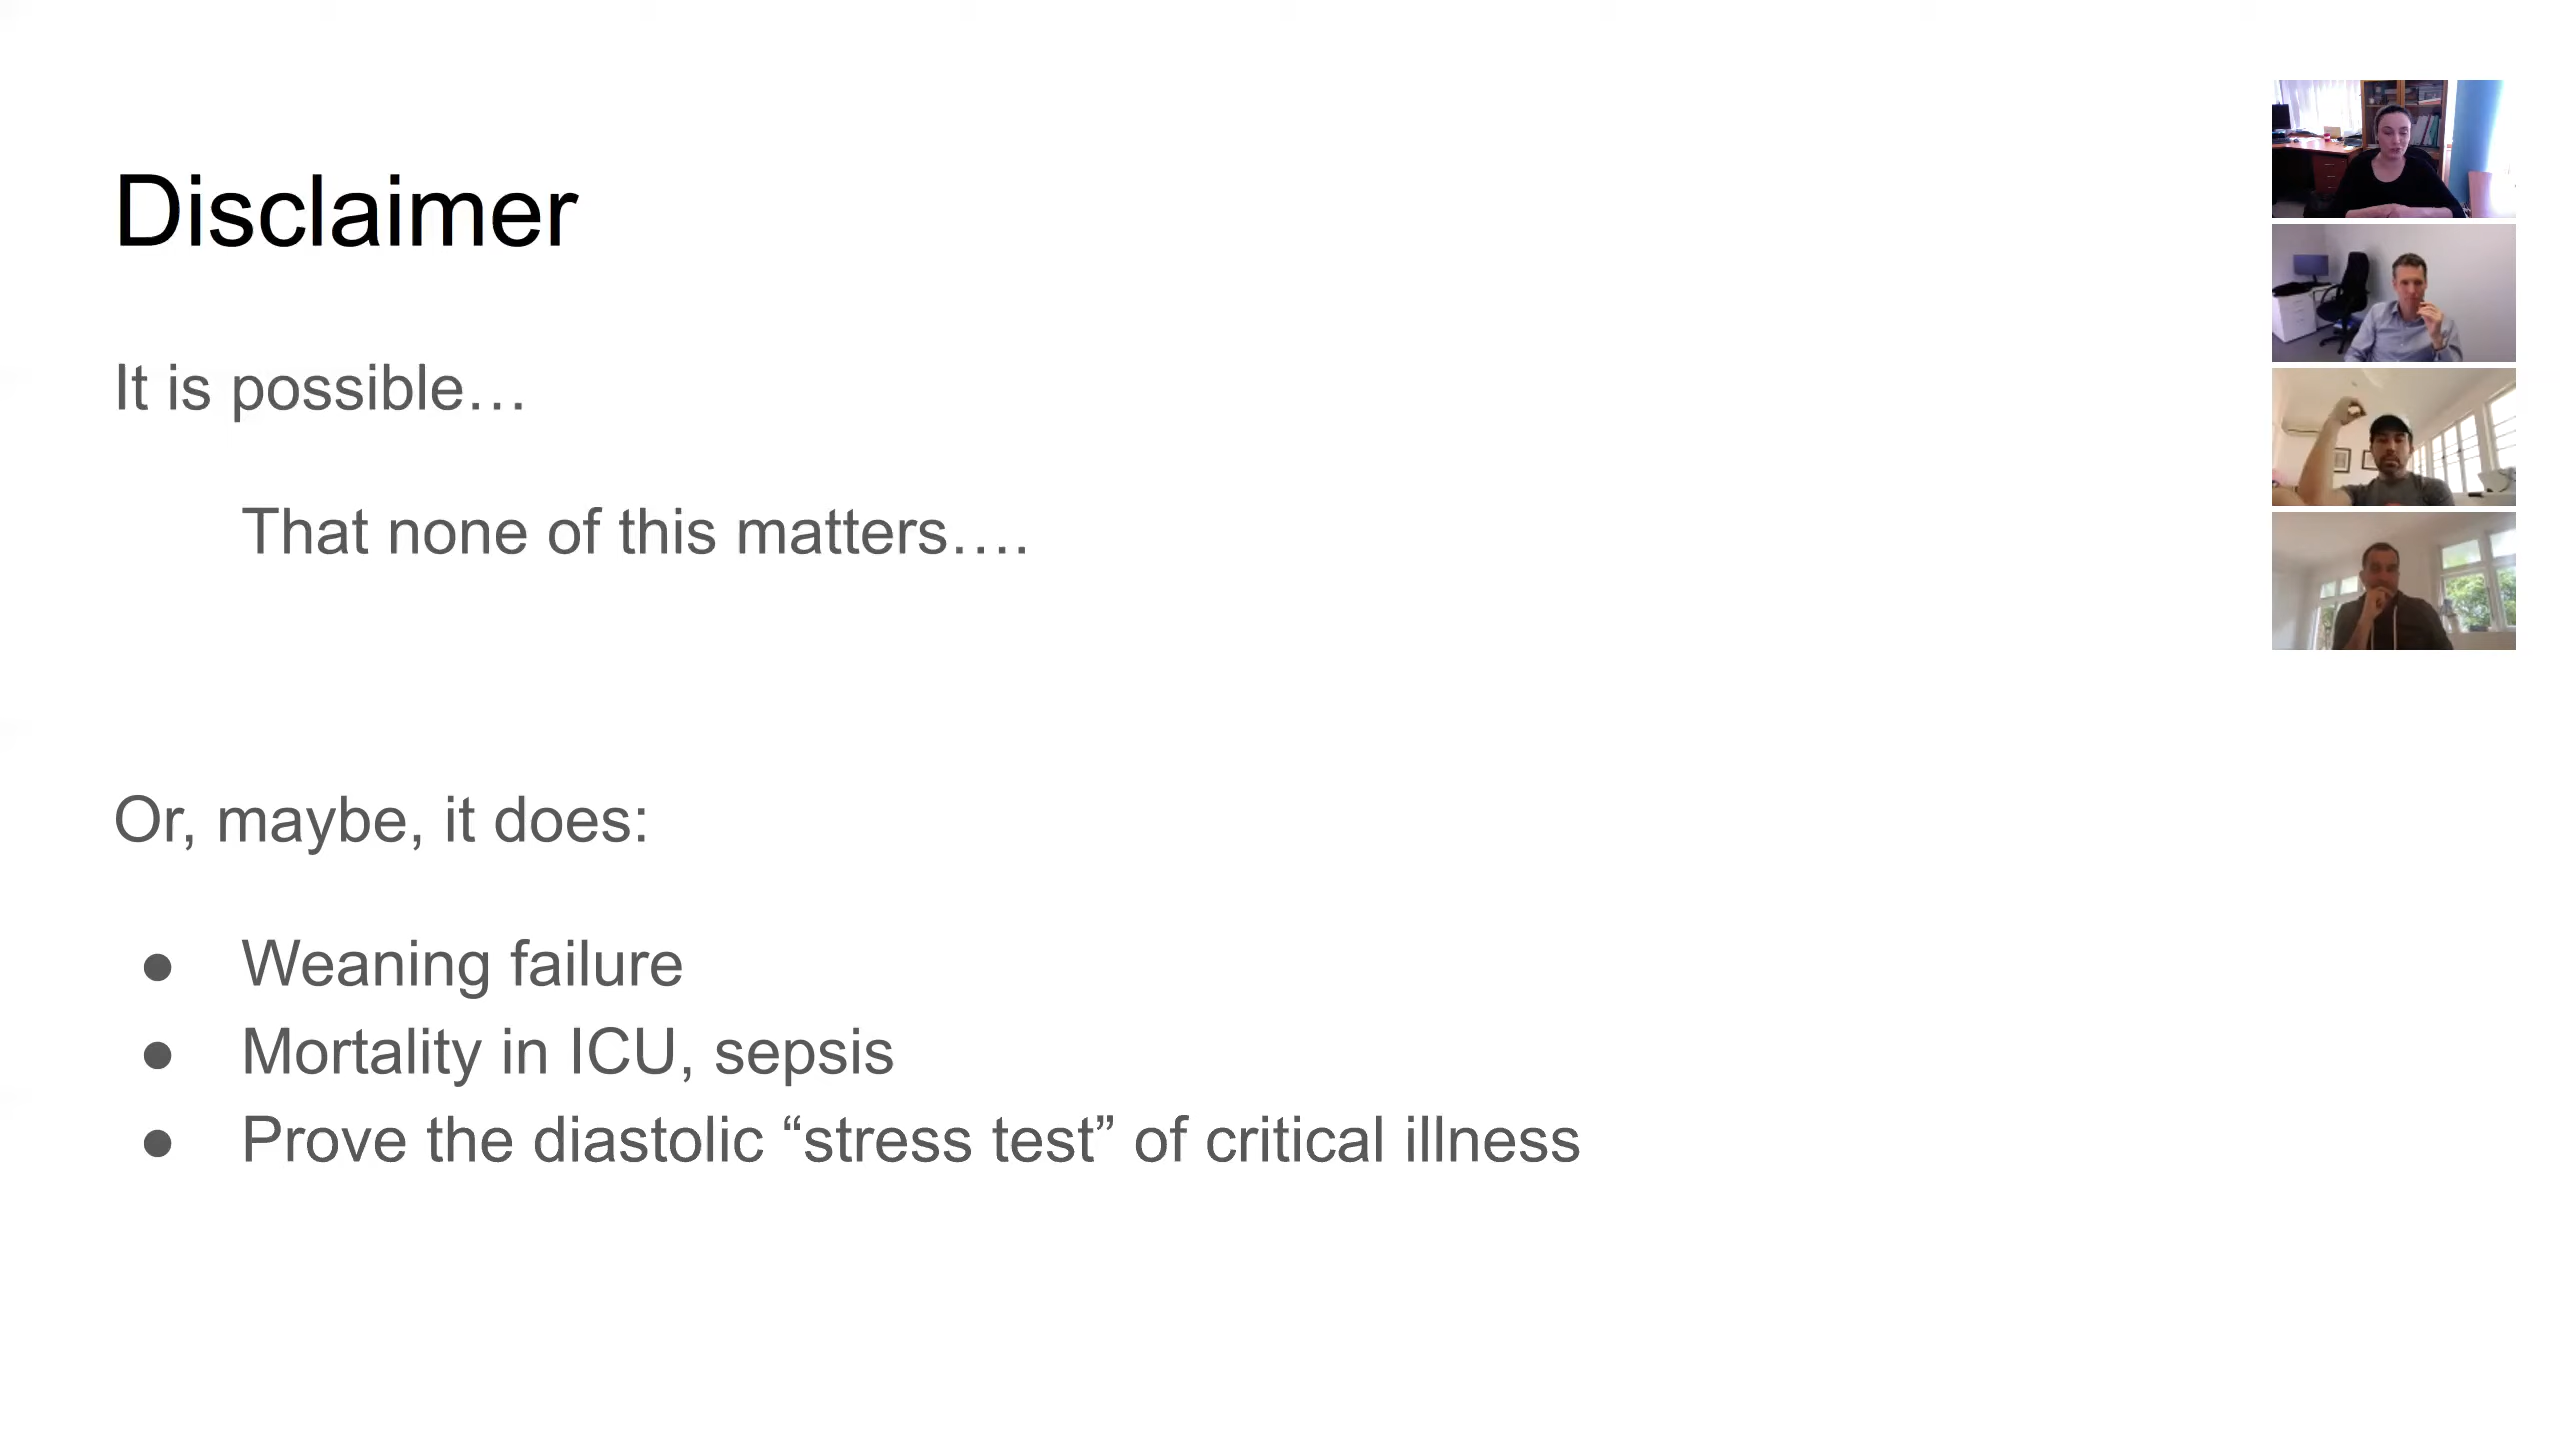 Disclaimer
It is possible…
That none of this matters….
Or, maybe, it does:
● Weaning failure
● Mortality in ICU, sepsis
● Prove the diastolic “stress test” of critical illness